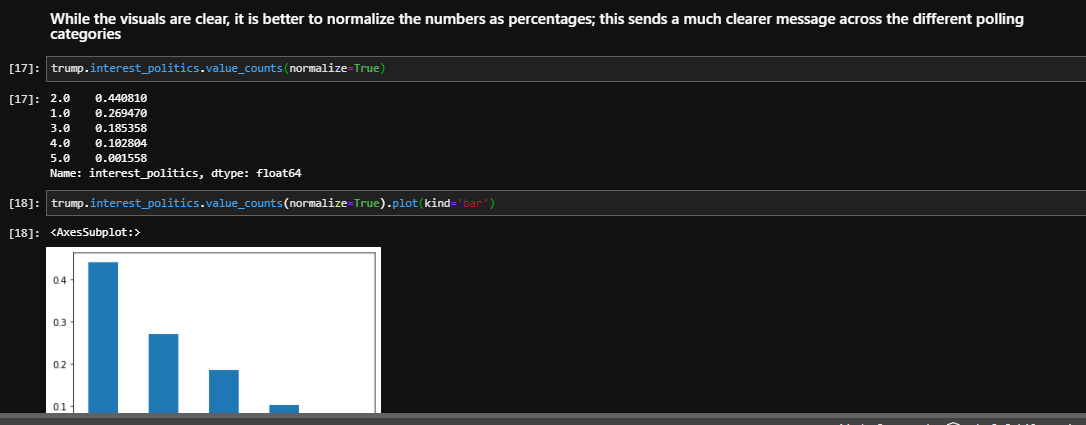 While the visuals are clear, it is better to normalize the numbers as percentages; this sends a much clearer message across the different polling
categories
[17]: trump.interest_politics.value_counts(normalize=True)
[17]: 2.0 0.440810
1.0 0.269470
3.0 0.185358
4.0 0.102804
5.0 0.001558
Name: interest_politics, dtype: float64
[18]: trump.interest_politics.value_counts(normalize=True).plot(kind='bar')
[18]: <AxesSubplot:>
0.4
0.3
0.2
0.1